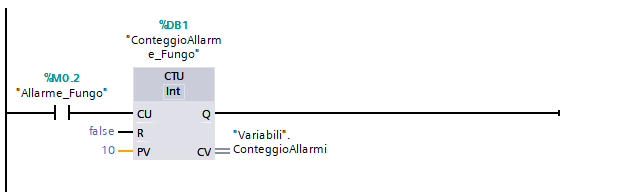 %DB1
"ConteggioAllarm
e_Fungo"
%M0.2
"Allarme_Fungo"
CTU
Int
CU
Q
false
R
10
PV
CV
"Variabili".
ConteggioAllarmi